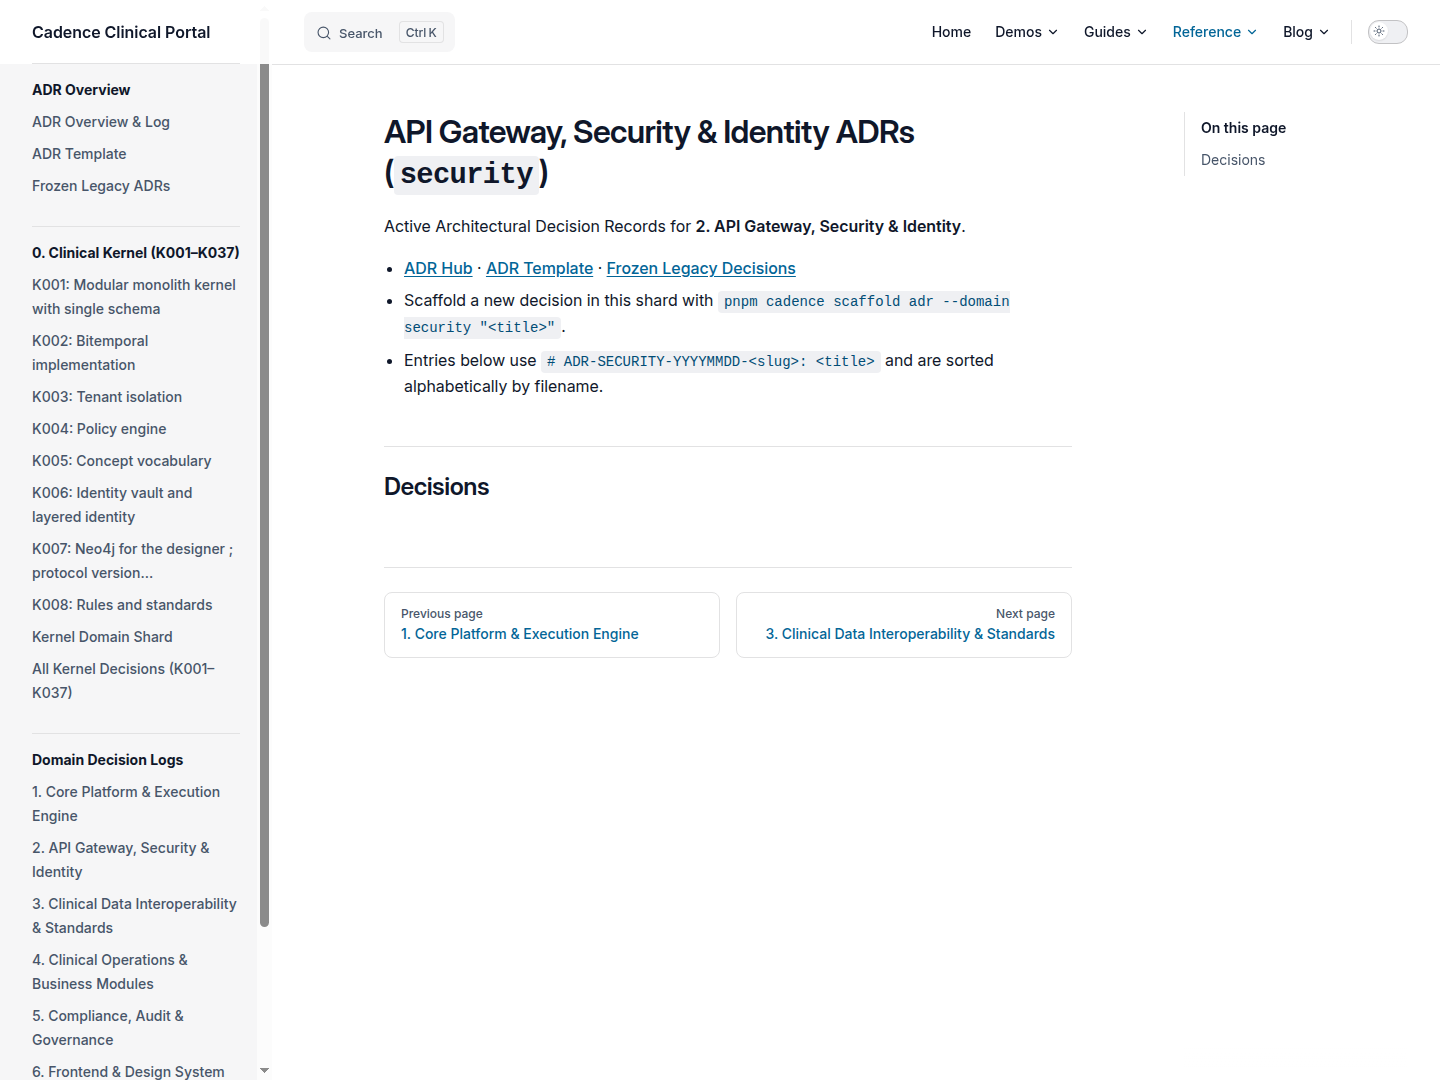 Cadence Clinical Portal
Search
Ctrl K
Home
Demos
Guides
Reference
Blog
ADR Overview
ADR Overview & Log
ADR Template
Frozen Legacy ADRs
0. Clinical Kernel (K001–K037)
K001: Modular monolith kernel
with single schema
K002: Bitemporal
implementation
K003: Tenant isolation
K004: Policy engine
K005: Concept vocabulary
K006: Identity vault and
layered identity
K007: Neo4j for the designer ;
protocol version...
K008: Rules and standards
Kernel Domain Shard
All Kernel Decisions (K001–
K037)
Domain Decision Logs
1. Core Platform & Execution
Engine
2. API Gateway, Security &
Identity
3. Clinical Data Interoperability
& Standards
4. Clinical Operations &
Business Modules
5. Compliance, Audit &
Governance
6. Frontend & Design System
API Gateway, Security & Identity ADRs
(security)
Active Architectural Decision Records for 2. API Gateway, Security & Identity.
• ADR Hub · ADR Template · Frozen Legacy Decisions
• Scaffold a new decision in this shard with pnpm cadence scaffold adr --domain
security "<title>" .
• Entries below use # ADR-SECURITY-YYYYMMDD-<slug>: <title> and are sorted
alphabetically by filename.
Decisions
Previous page
1. Core Platform & Execution Engine
Next page
3. Clinical Data Interoperability & Standards
On this page
Decisions